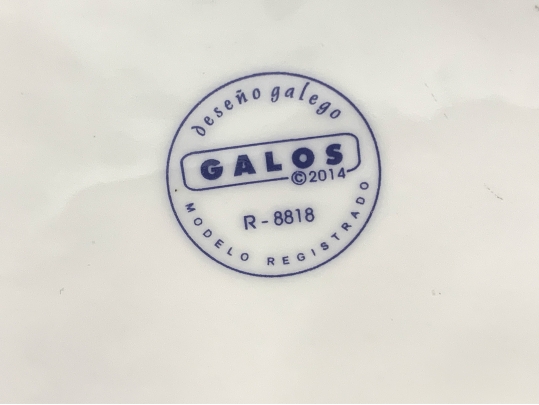 deseño galego
GALOS
©2014
R-8818
MODELO REGISTRADO